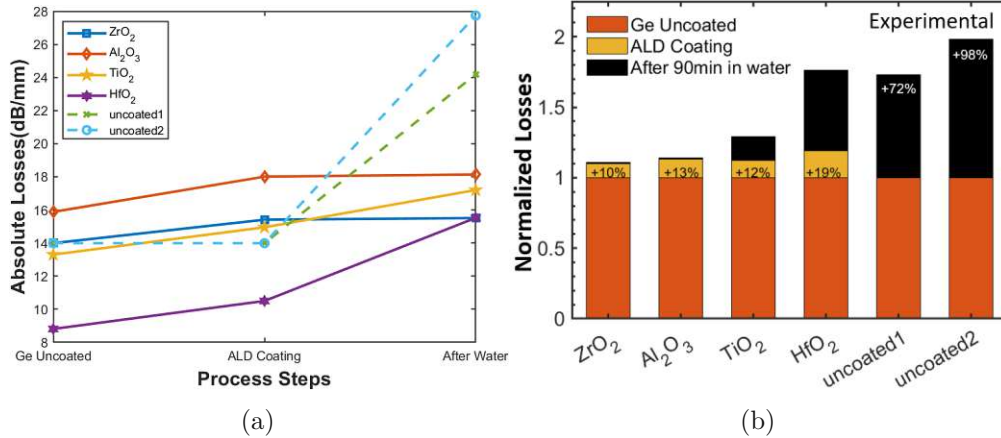 28
26
24
22
20
18
16
14
12
10
8
Absolute Losses(dB/mm)
ZrO₂
Al₂O₃
TiO₂
HfO₂
uncoated1
uncoated2
Ge Uncoated
ALD Coating
After Water
Process Steps
(a)
2
1.5
1
0.5
0
Normalized Losses
Ge Uncoated
ALD Coating
After 90min in water
Experimental
+10%
+13%
+12%
+19%
+72%
+98%
ZrO₂
Al₂O₃
TiO₂
HfO₂
uncoated1
uncoated2
(b)